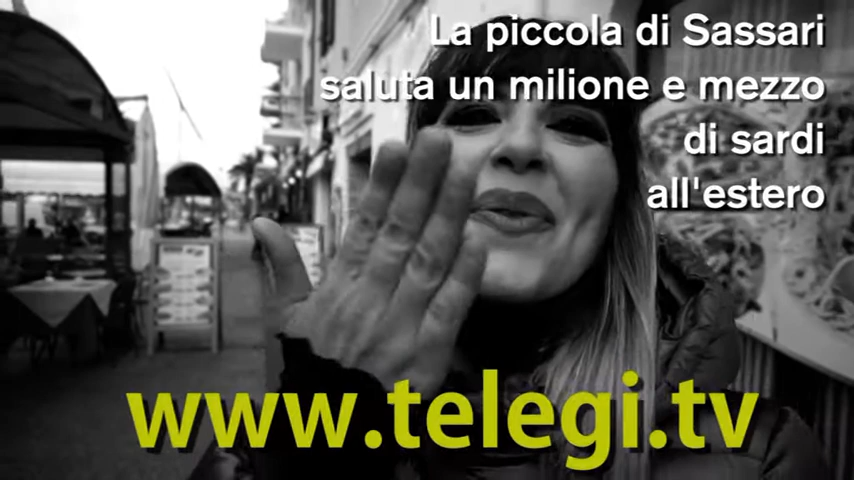 La piccola di Sassari
saluta un milione e mezzo
di sardi
all'estero
www.telegi.tv